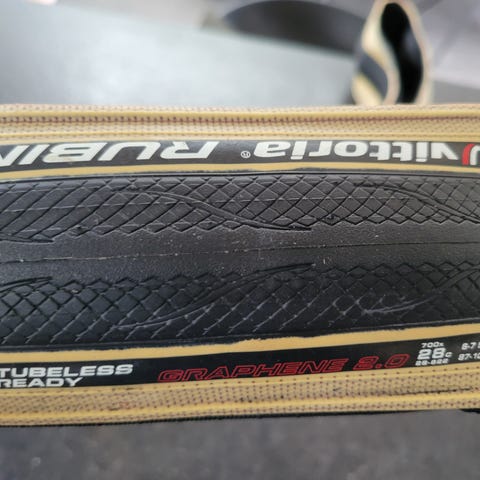 vittoria® RUBIN
TUBELESS
READY
GRAPHENE 2.0
700x
28c
28-622